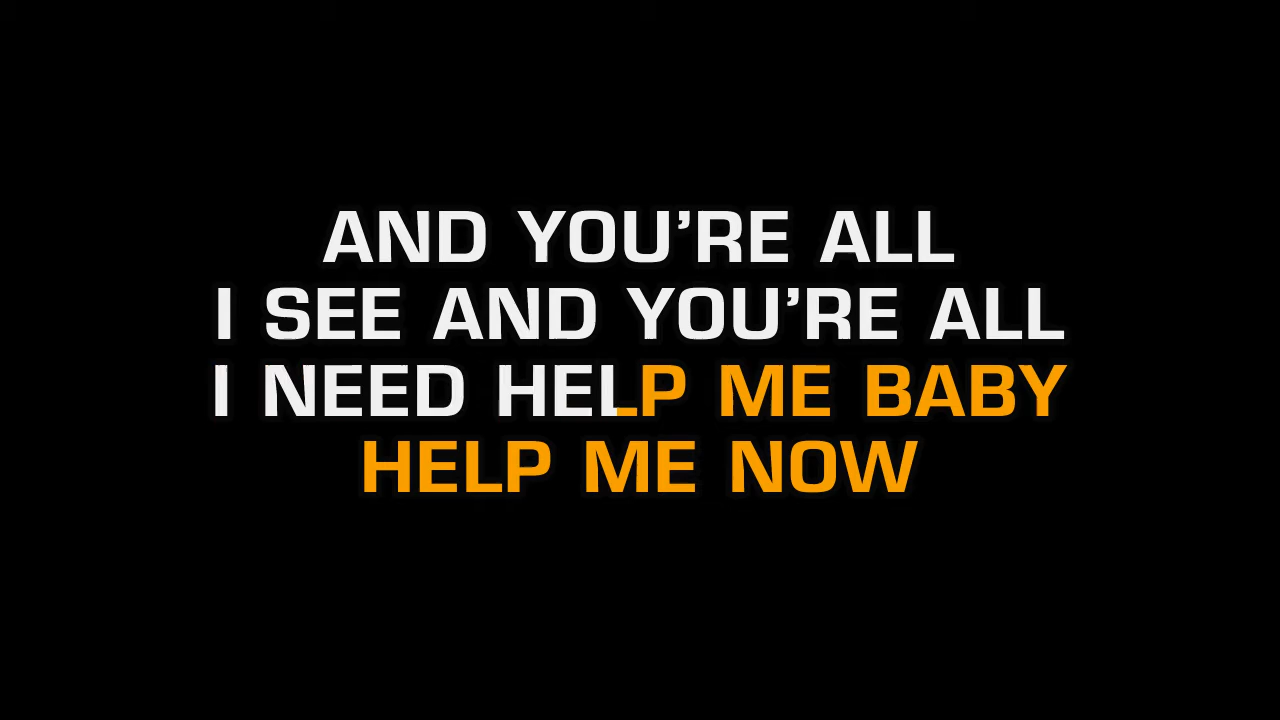 AND YOU’RE ALL
I SEE AND YOU’RE ALL
I NEED HELP ME BABY
HELP ME NOW